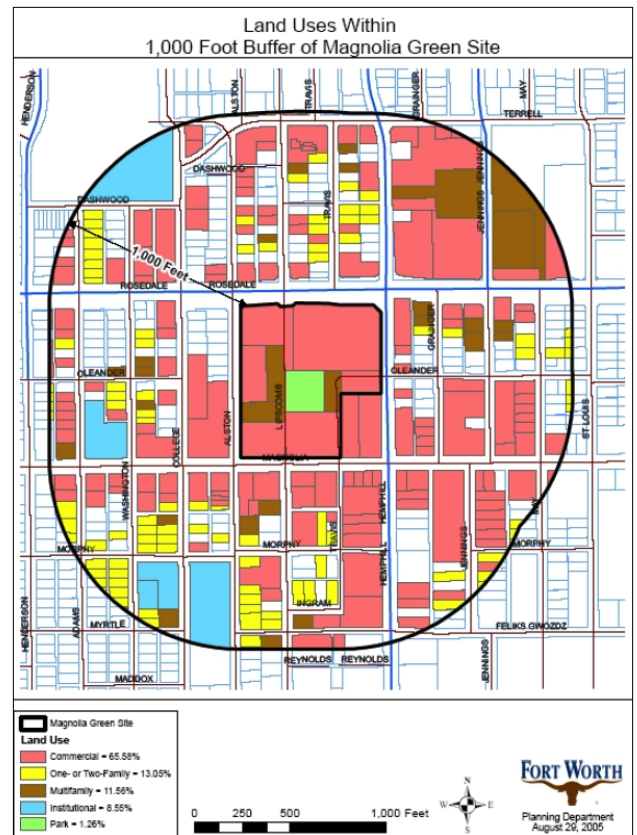 Land Uses Within
1,000 Foot Buffer of Magnolia Green Site
HENDERSON
ALSTON
TRAVIS
GRAINGER
MAY
TERRELL
DASHWOOD
JENNINGS
JENNINGS
DASHWOOD
TRAVIS
1,000 Feet
ROSEDALE
ROSEDALE
GRAINGER
OLEANDER
OLEANDER
LIPSCOMB
ALSTON
COLLEGE
ST LOUIS
MAGNOLIA
WASHINGTON
HEMPHILL
MAY
MORPHY
MORPHY
TRAVIS
MORPHY
JENNINGS
HEMPHILL
INGRAM
HENDERSON
ADAMS
MYRTLE
FELIKS GWOZDZ
REYNOLDS
REYNOLDS
JENNINGS
MADDOX
Magnolia Green Site
Land Use
Commercial = 65.58%
One- or Two-Family = 13.05%
Multifamily = 11.56%
Institutional = 8.55%
Park = 1.26%
0 250 500 1,000 Feet
N
W E
S
FORT WORTH
Planning Department
August 29, 2005